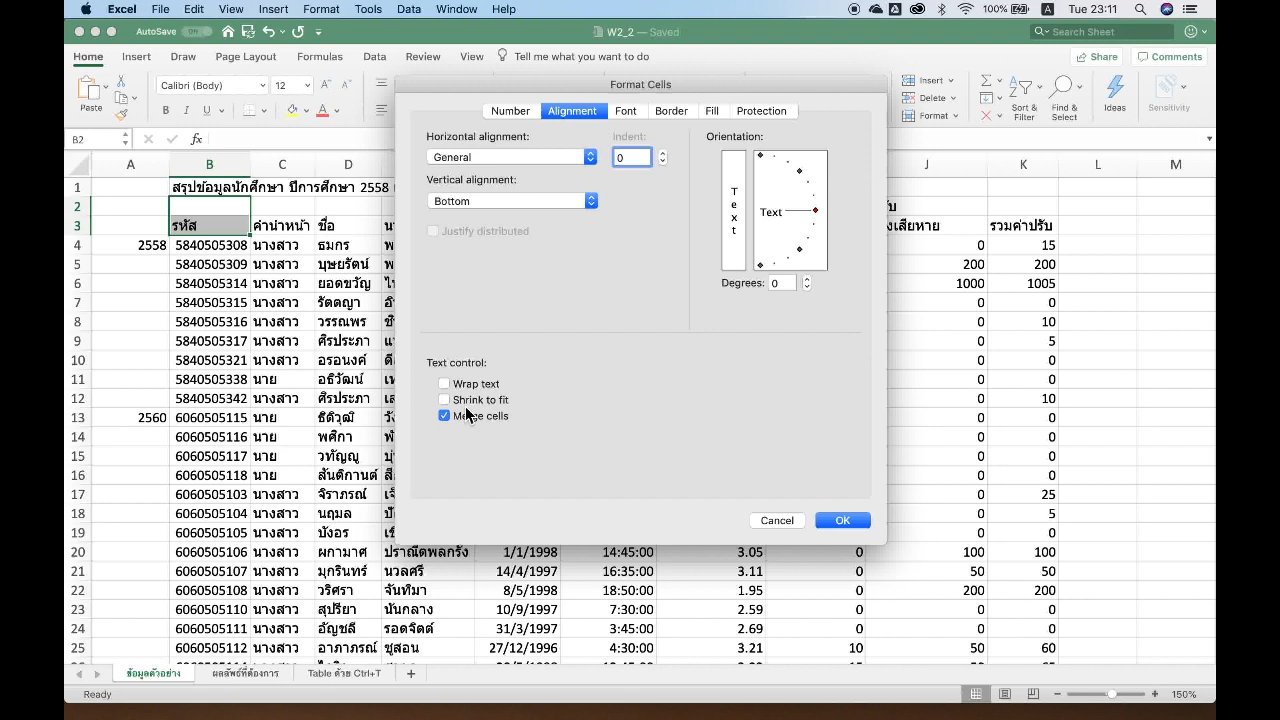 Excel File Edit View Insert Format Tools Data Window Help 100% A Tue 23:11
AutoSave Off W2_2 — Saved Search Sheet
Home Insert Draw Page Layout Formulas Data Review View Tell me what you want to do Share Comments
Paste Calibri (Body) 12 A A B I U A
Insert Delete Format Sort & Filter Find & Select Ideas Sensitivity
B2 fx
Format Cells
Number Alignment Font Border Fill Protection
Horizontal alignment: Indent:
General 0
Vertical alignment:
Bottom
Justify distributed
Orientation:
Text
Text
Degrees: 0
Text control:
Wrap text
Shrink to fit
Merge cells
Cancel OK
A B C D J K L M
1 สรุปข้อมูลนักศึกษา ปีการศึกษา 2558
2
3 รหัส คำนำหน้า ชื่อ รวมค่าปรับ
4 2558 5840505308 นางสาว ธมกร 0 15
5 5840505309 นางสาว บุษยรัตน์ 200 200
6 5840505314 นางสาว ยอดขวัญ 1000 1005
7 5840505315 นางสาว รัตตญา 0 0
8 5840505316 นางสาว วรรณพร 0 10
9 5840505317 นางสาว ศิรประภา 0 5
10 5840505321 นางสาว อรอนงค์ 0 0
11 5840505338 นาย อธิวัฒน์ 0 0
12 5840505342 นางสาว ศิรประภา 0 10
13 2560 6060505115 นาย ธิติวุฒิ 0 0
14 6060505116 นาย พศิกา 0 0
15 6060505117 นาย วทัญญู 0 0
16 6060505118 นาย สันติกานต์ 0 0
17 6060505103 นางสาว จิราภรณ์ 0 25
18 6060505104 นางสาว นฤมล 0 5
19 6060505105 นางสาว บังอร 0 0
20 6060505106 นางสาว ผกามาศ ปราณีตพลกรัง 1/1/1998 14:45:00 3.05 0 100 100
21 6060505107 นางสาว มุกรินทร์ นวลศรี 14/4/1997 16:35:00 3.11 0 50 50
22 6060505108 นางสาว วริศรา จันทิมา 8/5/1998 18:50:00 1.95 0 200 200
23 6060505110 นางสาว สุปรียา นันกลาง 10/9/1997 7:30:00 2.59 0 0 0
24 6060505111 นางสาว อัญชลี รอดจิตต์ 31/3/1997 3:45:00 2.69 0 0 0
25 6060505112 นางสาว อาภาภรณ์ ชูสอน 27/12/1996 4:30:00 3.21 10 50 60
ข้อมูลตัวอย่าง ผลลัพธ์ที่ต้องการ Table ด้วย Ctrl+T +
Ready 150%